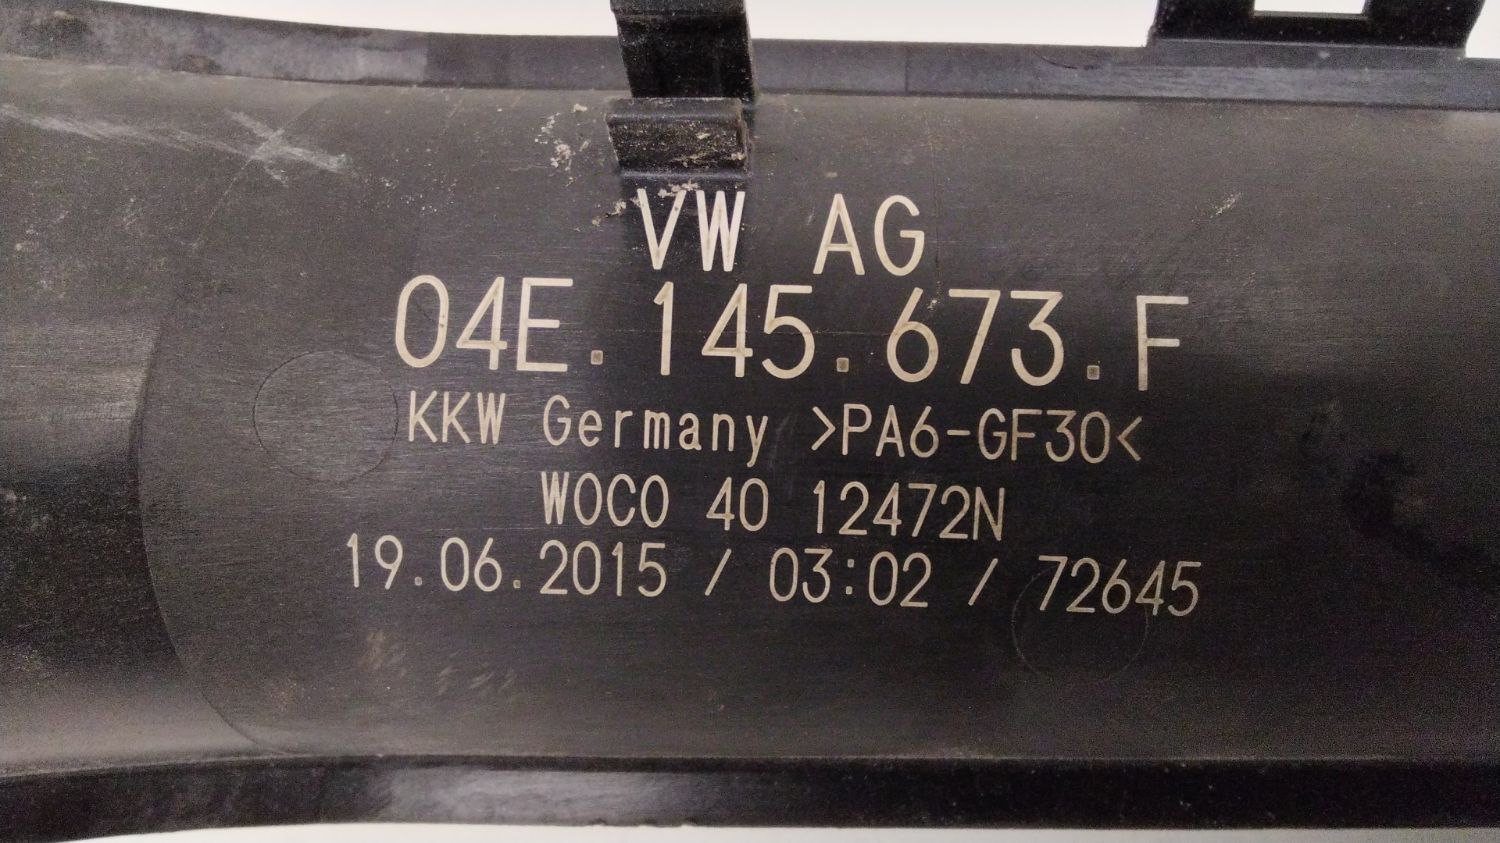 VW AG
04E.145.673.F
KKW Germany >PA6-GF30<
WOCO 40 12472N
19.06.2015 / 03:02 / 72645